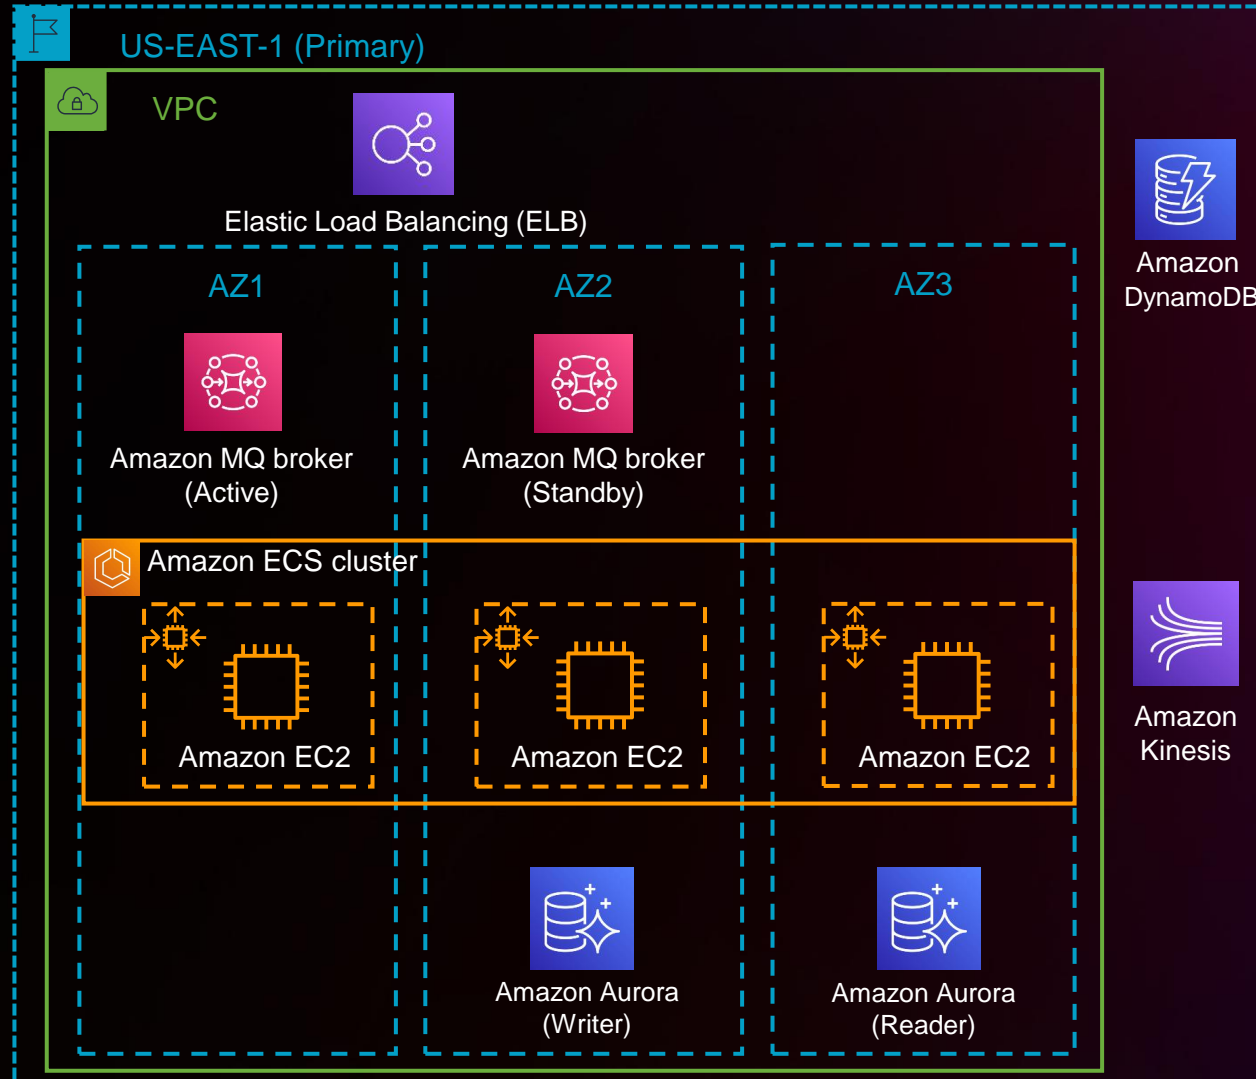 US-EAST-1 (Primary)
VPC
Elastic Load Balancing (ELB)
Amazon
DynamoDB
AZ1
AZ2
AZ3
Amazon MQ broker
(Active)
Amazon MQ broker
(Standby)
Amazon ECS cluster
Amazon EC2
Amazon EC2
Amazon EC2
Amazon
Kinesis
Amazon Aurora
(Writer)
Amazon Aurora
(Reader)